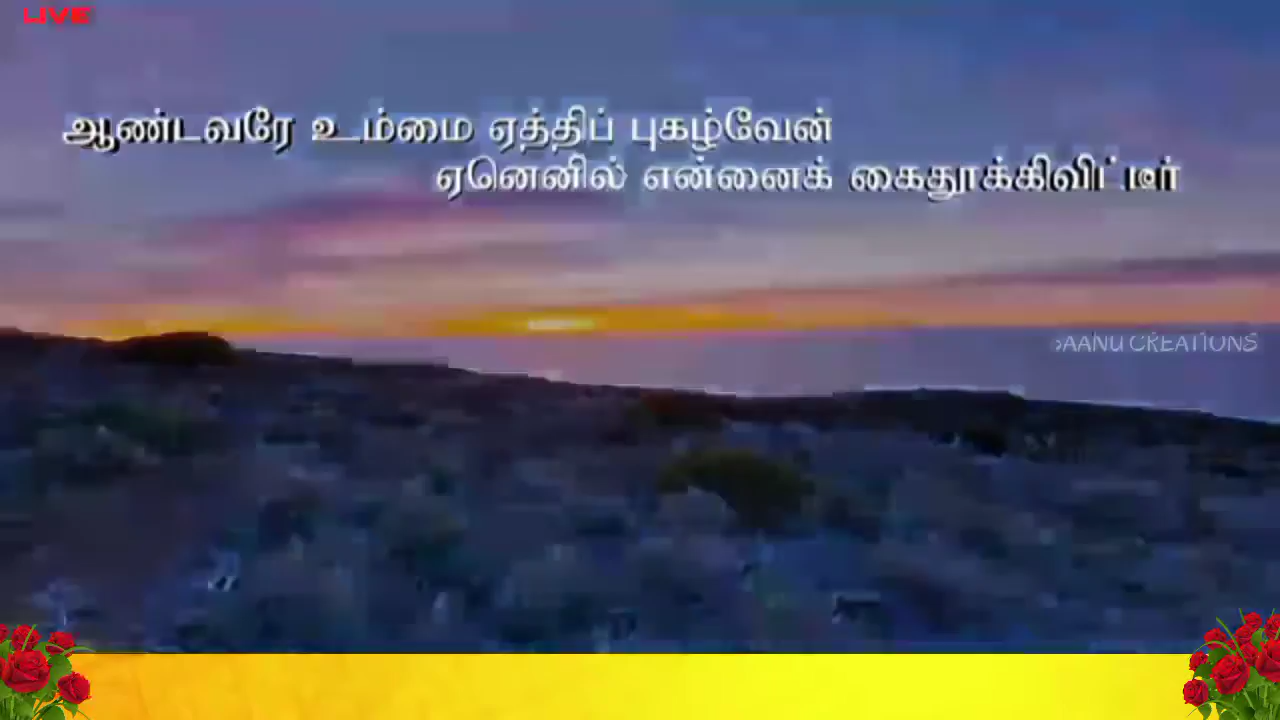 LIVE
ஆண்டவரே உம்மை ஏத்திப் புகழ்வேன்
ஏனெனில் என்னைக் கைதூக்கிவிட்டீர்
AANU CREATIONS